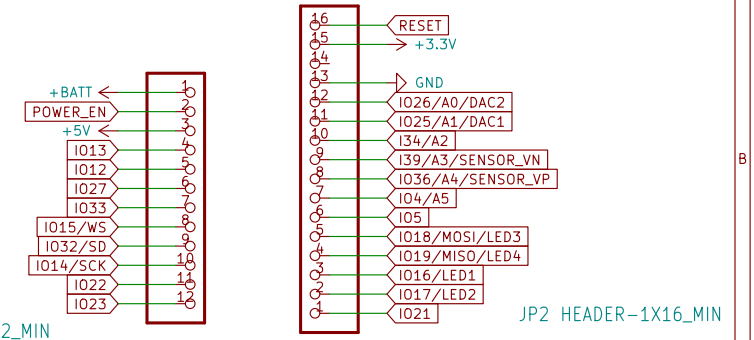 1 +BATT
2 POWER_EN
3 +5V
4 IO13
5 IO12
6 IO27
7 IO33
8 IO15/WS
9 IO32/SD
10 IO14/SCK
11 IO22
12 IO23
2_MIN
16 RESET
15 +3.3V
14
13 GND
12 IO26/A0/DAC2
11 IO25/A1/DAC1
10 I34/A2
9 I39/A3/SENSOR_VN
8 IO36/A4/SENSOR_VP
7 IO4/A5
6 IO5
5 IO18/MOSI/LED3
4 IO19/MISO/LED4
3 IO16/LED1
2 IO17/LED2
1 IO21
JP2 HEADER-1X16_MIN
B